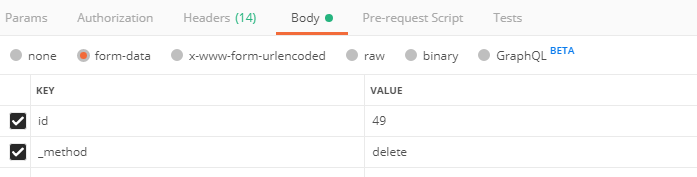 Params Authorization Headers (14) Body Pre-request Script Tests
none form-data x-www-form-urlencoded raw binary GraphQL BETA
KEY VALUE
id 49
_method delete